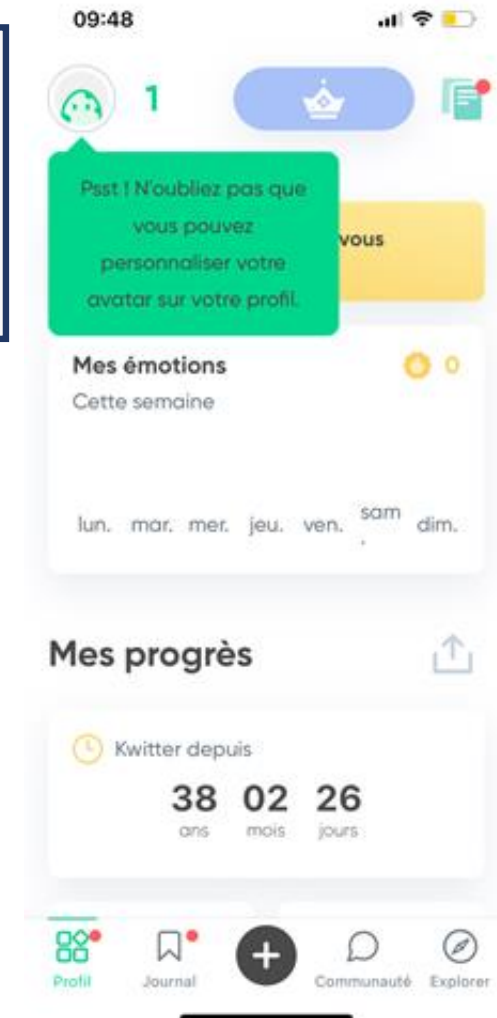 09:48
1
Psst ! N'oubliez pas que
vous pouvez
personnaliser votre
avatar sur votre profil.
vous
Mes émotions
0
Cette semaine
lun. mar. mer. jeu. ven. sam. dim.
Mes progrès
Kwitter depuis
38 02 26
ans mois jours
Profil Journal Communauté Explorer